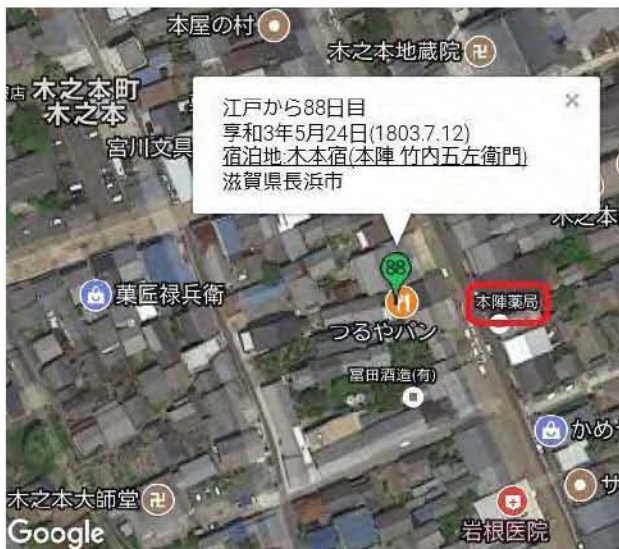 本屋の村
木之本地蔵院
木之本町
木之本
宮川文具
江戸から88日目
享和3年5月24日(1803.7.12)
宿泊地:木本宿(本陣 竹内五左衛門)
滋賀県長浜市
木之本
88
菓匠禄兵衛
本陣薬局
つるやパン
冨田酒造(有)
かめ
サ
木之本大師堂
岩根医院
Google